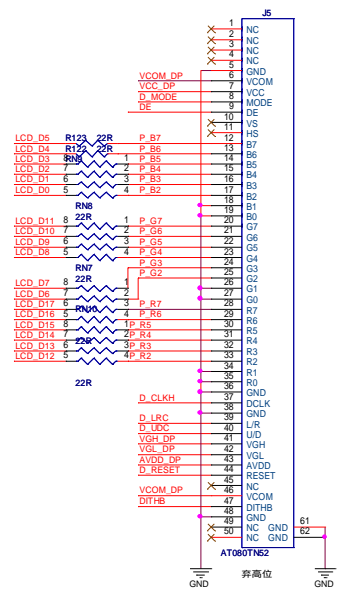 J5
1 NC
2 NC
3 NC
4 NC
5 GND
VCOM_DP 6 VCOM
VCC_DP 7 VCC
D_MODE 8 MODE
DE 9 DE
10 VS
11 HS
LCD_D5 R123 22R P_B7 12 B7
LCD_D4 R122 22R P_B6 13 B6
LCD_D3 8 RN9 1 P_B5 14 B5
LCD_D2 7 2 P_B4 15 B4
LCD_D1 6 3 P_B3 16 B3
LCD_D0 5 4 P_B2 17 B2
18 B1
RN8
19 B0
22R
LCD_D11 8 1 P_G7 20 G7
LCD_D10 7 2 P_G6 21 G6
LCD_D9 6 3 P_G5 22 G5
LCD_D8 5 4 P_G4 23 G4
P_G3 24 G3
RN7
P_G2 25 G2
22R
LCD_D7 8 1 26 G1
LCD_D6 7 2 27 G0
LCD_D17 6 RN10 3 P_R7 28 R7
LCD_D16 5 4 P_R6 29 R6
LCD_D15 8 1 P_R5 30 R5
LCD_D14 7 2 P_R4 31 R4
LCD_D13 6 22R 3 P_R3 32 R3
LCD_D12 5 4 P_R2 33 R2
34 R1
22R
35 R0
36 GND
D_CLKH 37 DCLK
38 GND
D_LRC 39 L/R
D_UDC 40 U/D
VGH_DP 41 VGH
VGL_DP 42 VGL
AVDD_DP 43 AVDD
D_RESET 44 RESET
45 NC
VCOM_DP 46 VCOM
DITHB 47 DITHB
48 GND
49 NC GND 61
50 NC GND 62
AT080TN52
弃高位
GND
GND